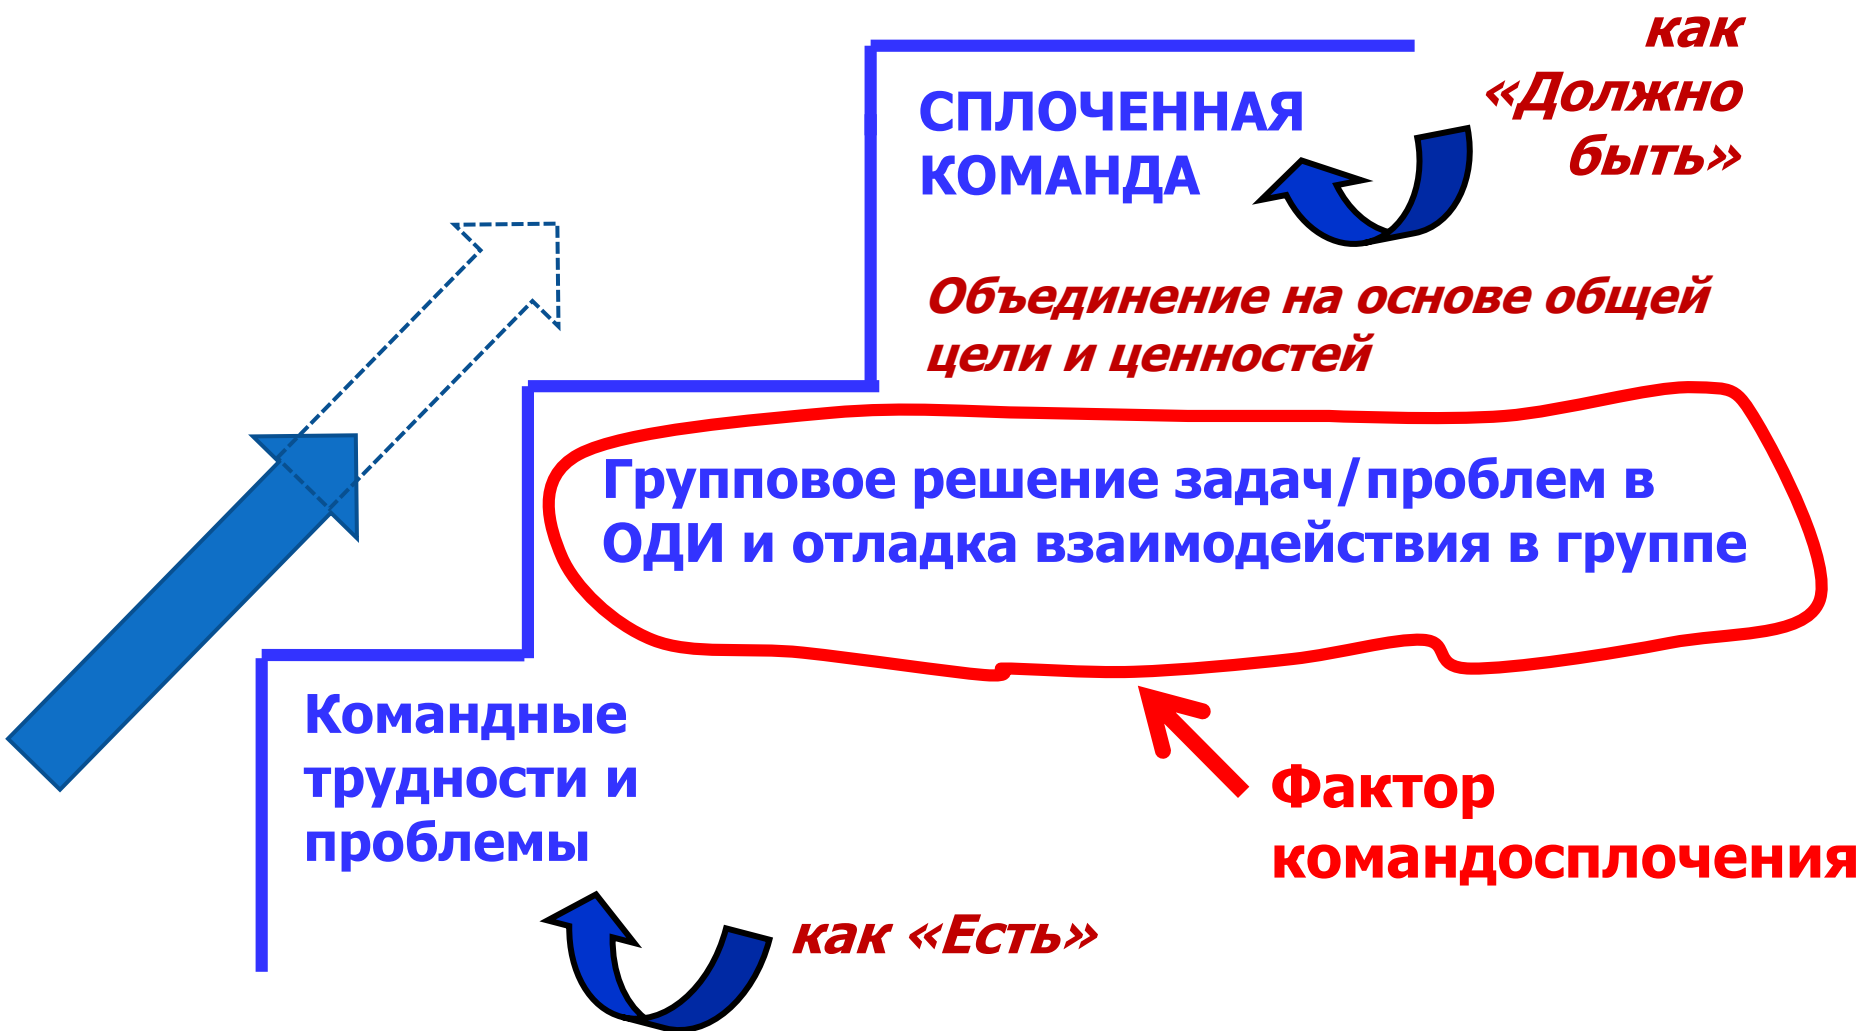 как
«Должно
быть»
СПЛОЧЕННАЯ
КОМАНДА
Объединение на основе общей
цели и ценностей
Групповое решение задач/проблем в
ОДИ и отладка взаимодействия в группе
Командные
трудности и
проблемы
Фактор
командосплочения
как «Есть»